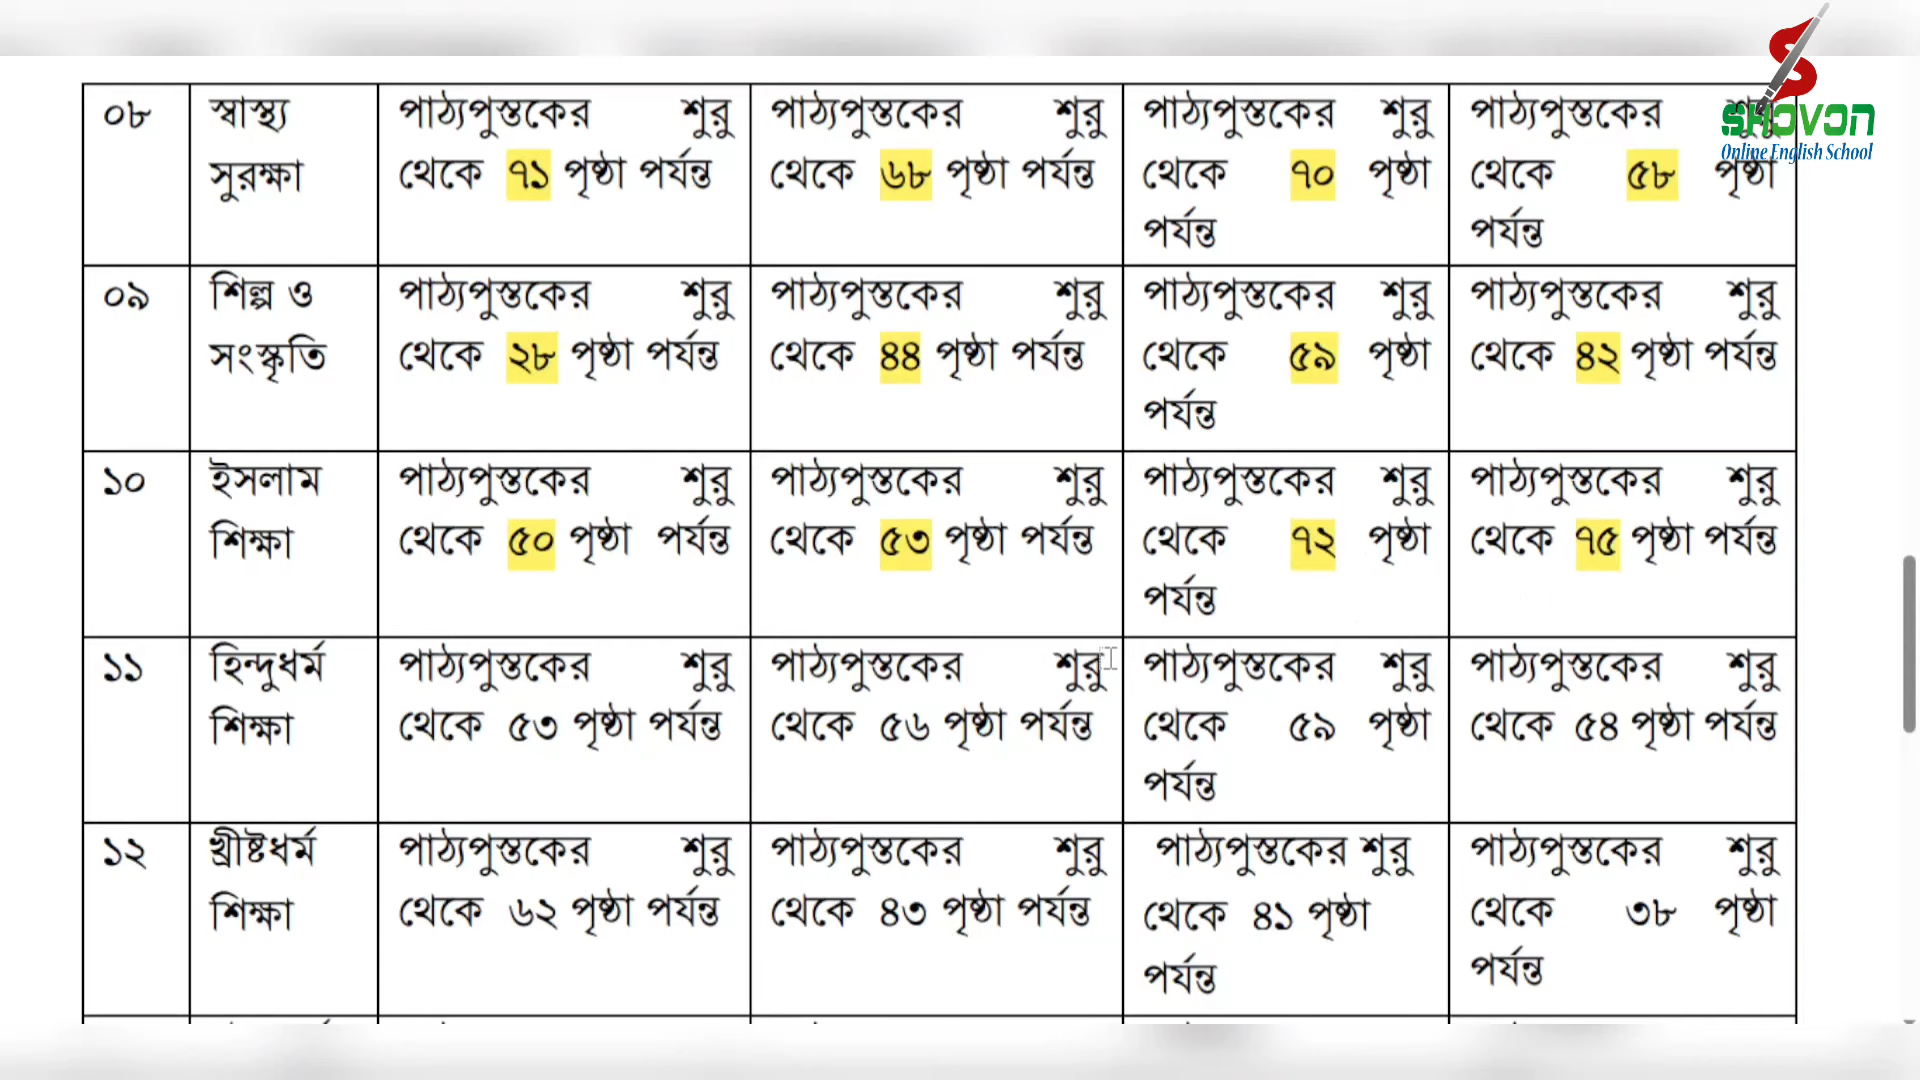 ০৮
স্বাস্থ্য
সুরক্ষা
পাঠ্যপুস্তকের শুরু
থেকে ৭১ পৃষ্ঠা পর্যন্ত
পাঠ্যপুস্তকের শুরু
থেকে ৬৮ পৃষ্ঠা পর্যন্ত
পাঠ্যপুস্তকের শুরু
থেকে ৭০ পৃষ্ঠা
পর্যন্ত
পাঠ্যপুস্তকের শুরু
থেকে ৫৮ পৃষ্ঠা
পর্যন্ত
SHOVON
Online English School
০৯
শিল্প ও
সংস্কৃতি
পাঠ্যপুস্তকের শুরু
থেকে ২৮ পৃষ্ঠা পর্যন্ত
পাঠ্যপুস্তকের শুরু
থেকে ৪৪ পৃষ্ঠা পর্যন্ত
পাঠ্যপুস্তকের শুরু
থেকে ৫৯ পৃষ্ঠা
পর্যন্ত
পাঠ্যপুস্তকের শুরু
থেকে ৪২ পৃষ্ঠা পর্যন্ত
১০
ইসলাম
শিক্ষা
পাঠ্যপুস্তকের শুরু
থেকে ৫০ পৃষ্ঠা পর্যন্ত
পাঠ্যপুস্তকের শুরু
থেকে ৫৩ পৃষ্ঠা পর্যন্ত
পাঠ্যপুস্তকের শুরু
থেকে ৭২ পৃষ্ঠা
পর্যন্ত
পাঠ্যপুস্তকের শুরু
থেকে ৭৫ পৃষ্ঠা পর্যন্ত
১১
হিন্দুধর্ম
শিক্ষা
পাঠ্যপুস্তকের শুরু
থেকে ৫৩ পৃষ্ঠা পর্যন্ত
পাঠ্যপুস্তকের শুরু
থেকে ৫৬ পৃষ্ঠা পর্যন্ত
পাঠ্যপুস্তকের শুরু
থেকে ৫৯ পৃষ্ঠা
পর্যন্ত
পাঠ্যপুস্তকের শুরু
থেকে ৫৪ পৃষ্ঠা পর্যন্ত
১২
খ্রীষ্টধর্ম
শিক্ষা
পাঠ্যপুস্তকের শুরু
থেকে ৬২ পৃষ্ঠা পর্যন্ত
পাঠ্যপুস্তকের শুরু
থেকে ৪৩ পৃষ্ঠা পর্যন্ত
পাঠ্যপুস্তকের শুরু
থেকে ৪১ পৃষ্ঠা
পর্যন্ত
পাঠ্যপুস্তকের শুরু
থেকে ৩৮ পৃষ্ঠা
পর্যন্ত